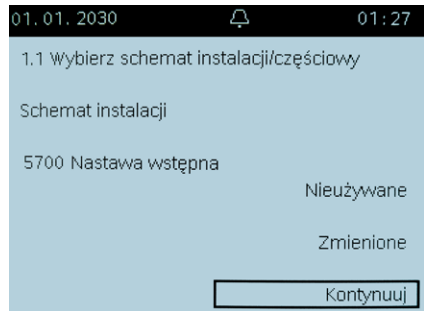 01.01.2030 01:27
1.1 Wybierz schemat instalacji/częściowy
Schemat instalacji
5700 Nastawa wstępna
Nieużywane
Zmienione
Kontynuuj